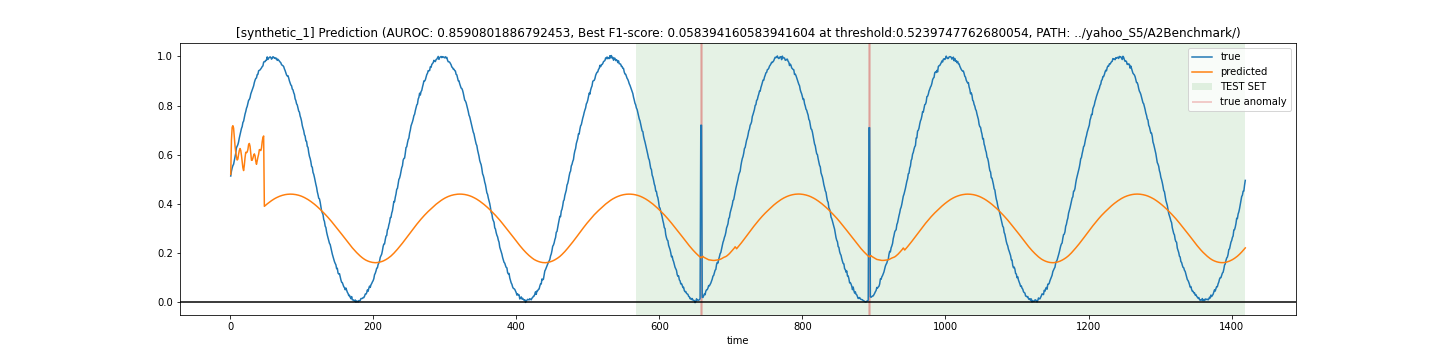 [synthetic_1] Prediction (AUROC: 0.8590801886792453, Best F1-score: 0.058394160583941604 at threshold:0.5239747762680054, PATH: ../yahoo_S5/A2Benchmark/)
true
predicted
TEST SET
true anomaly
1.0
0.8
0.6
0.4
0.2
0.0
0 200 400 600 800 1000 1200 1400
time